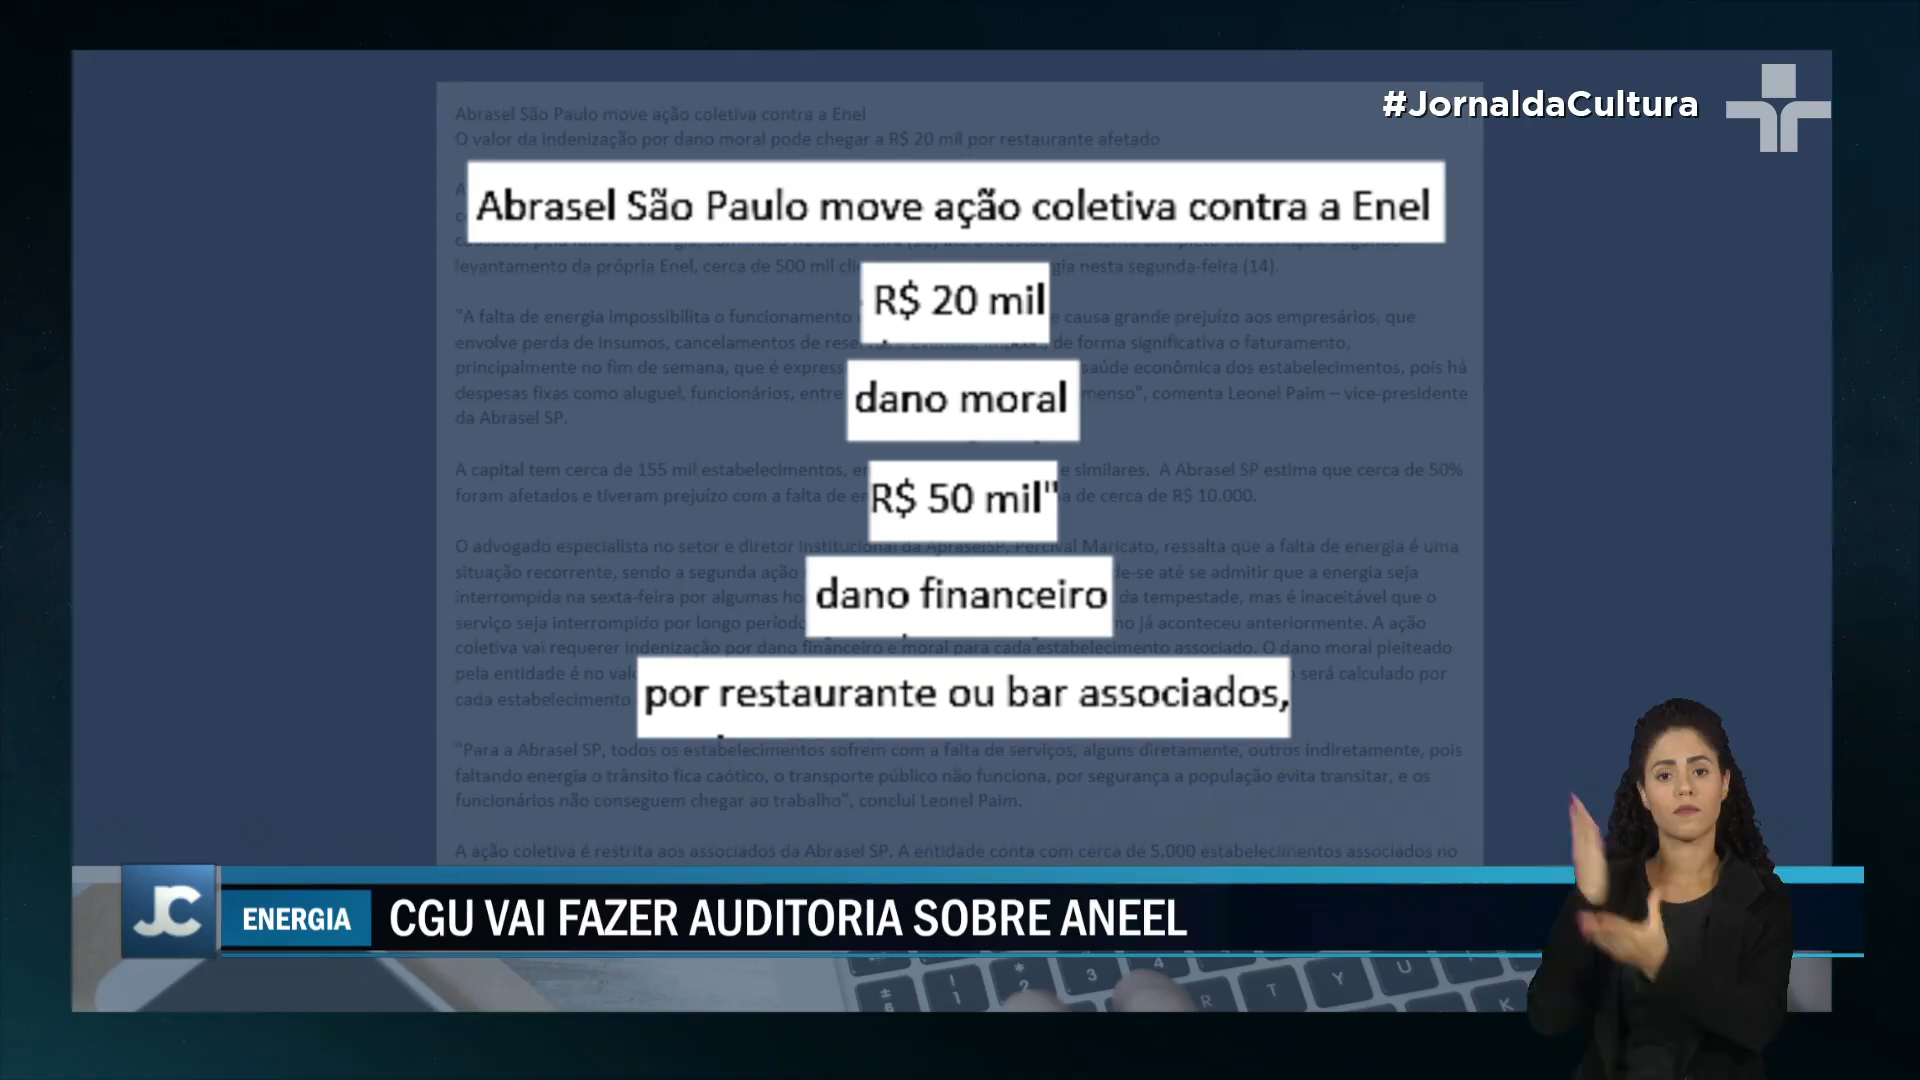 #JornaldaCultura
Abrasel São Paulo move ação coletiva contra a Enel
O valor da indenização por dano moral pode chegar a R$ 20 mil por restaurante afetado
Abrasel São Paulo move ação coletiva contra a Enel
levantamento da própria Enel, cerca de 500 mil nesta segunda-feira (14).
R$ 20 mil
"A falta de energia impossibilita o funcionamento causa grande prejuízo aos empresários, que
envolve perda de insumos, cancelamentos de de forma significativa o faturamento,
dano moral
principalmente no fim de semana, que é saúde econômica dos estabelecimentos, pois há
despesas fixas como aluguel, funcionários, comenta Leonel Paim – vice-presidente
da Abrasel SP.
A capital tem cerca de 155 mil estabelecimentos, e similares. A Abrasel SP estima que cerca de 50%
R$ 50 mil"
foram afetados e tiveram prejuízo com a falta de de cerca de R$ 10.000.
O advogado especialista no setor e diretor institucional da AbraselSP, Percival Maricato, ressalta que a falta de energia é uma
situação recorrente, sendo a segunda ação até se admitir que a energia seja
dano financeiro
interrompida na sexta-feira por algumas da tempestade, mas é inaceitável que o
serviço seja interrompido por longo já aconteceu anteriormente. A ação
coletiva vai requerer indenização por dano financeiro e moral para cada estabelecimento associado. O dano moral pleiteado
pela entidade é no será calculado por
por restaurante ou bar associados,
cada estabelecimento
"Para a Abrasel SP, todos os estabelecimentos sofrem com a falta de serviços, alguns diretamente, outros indiretamente, pois
faltando energia o trânsito fica caótico, o transporte público não funciona, por segurança a população evita transitar, e os
funcionários não conseguem chegar ao trabalho", conclui Leonel Paim.
A ação coletiva é restrita aos associados da Abrasel SP. A entidade conta com cerca de 5.000 estabelecimentos associados no
JC
ENERGIA
CGU VAI FAZER AUDITORIA SOBRE ANEEL